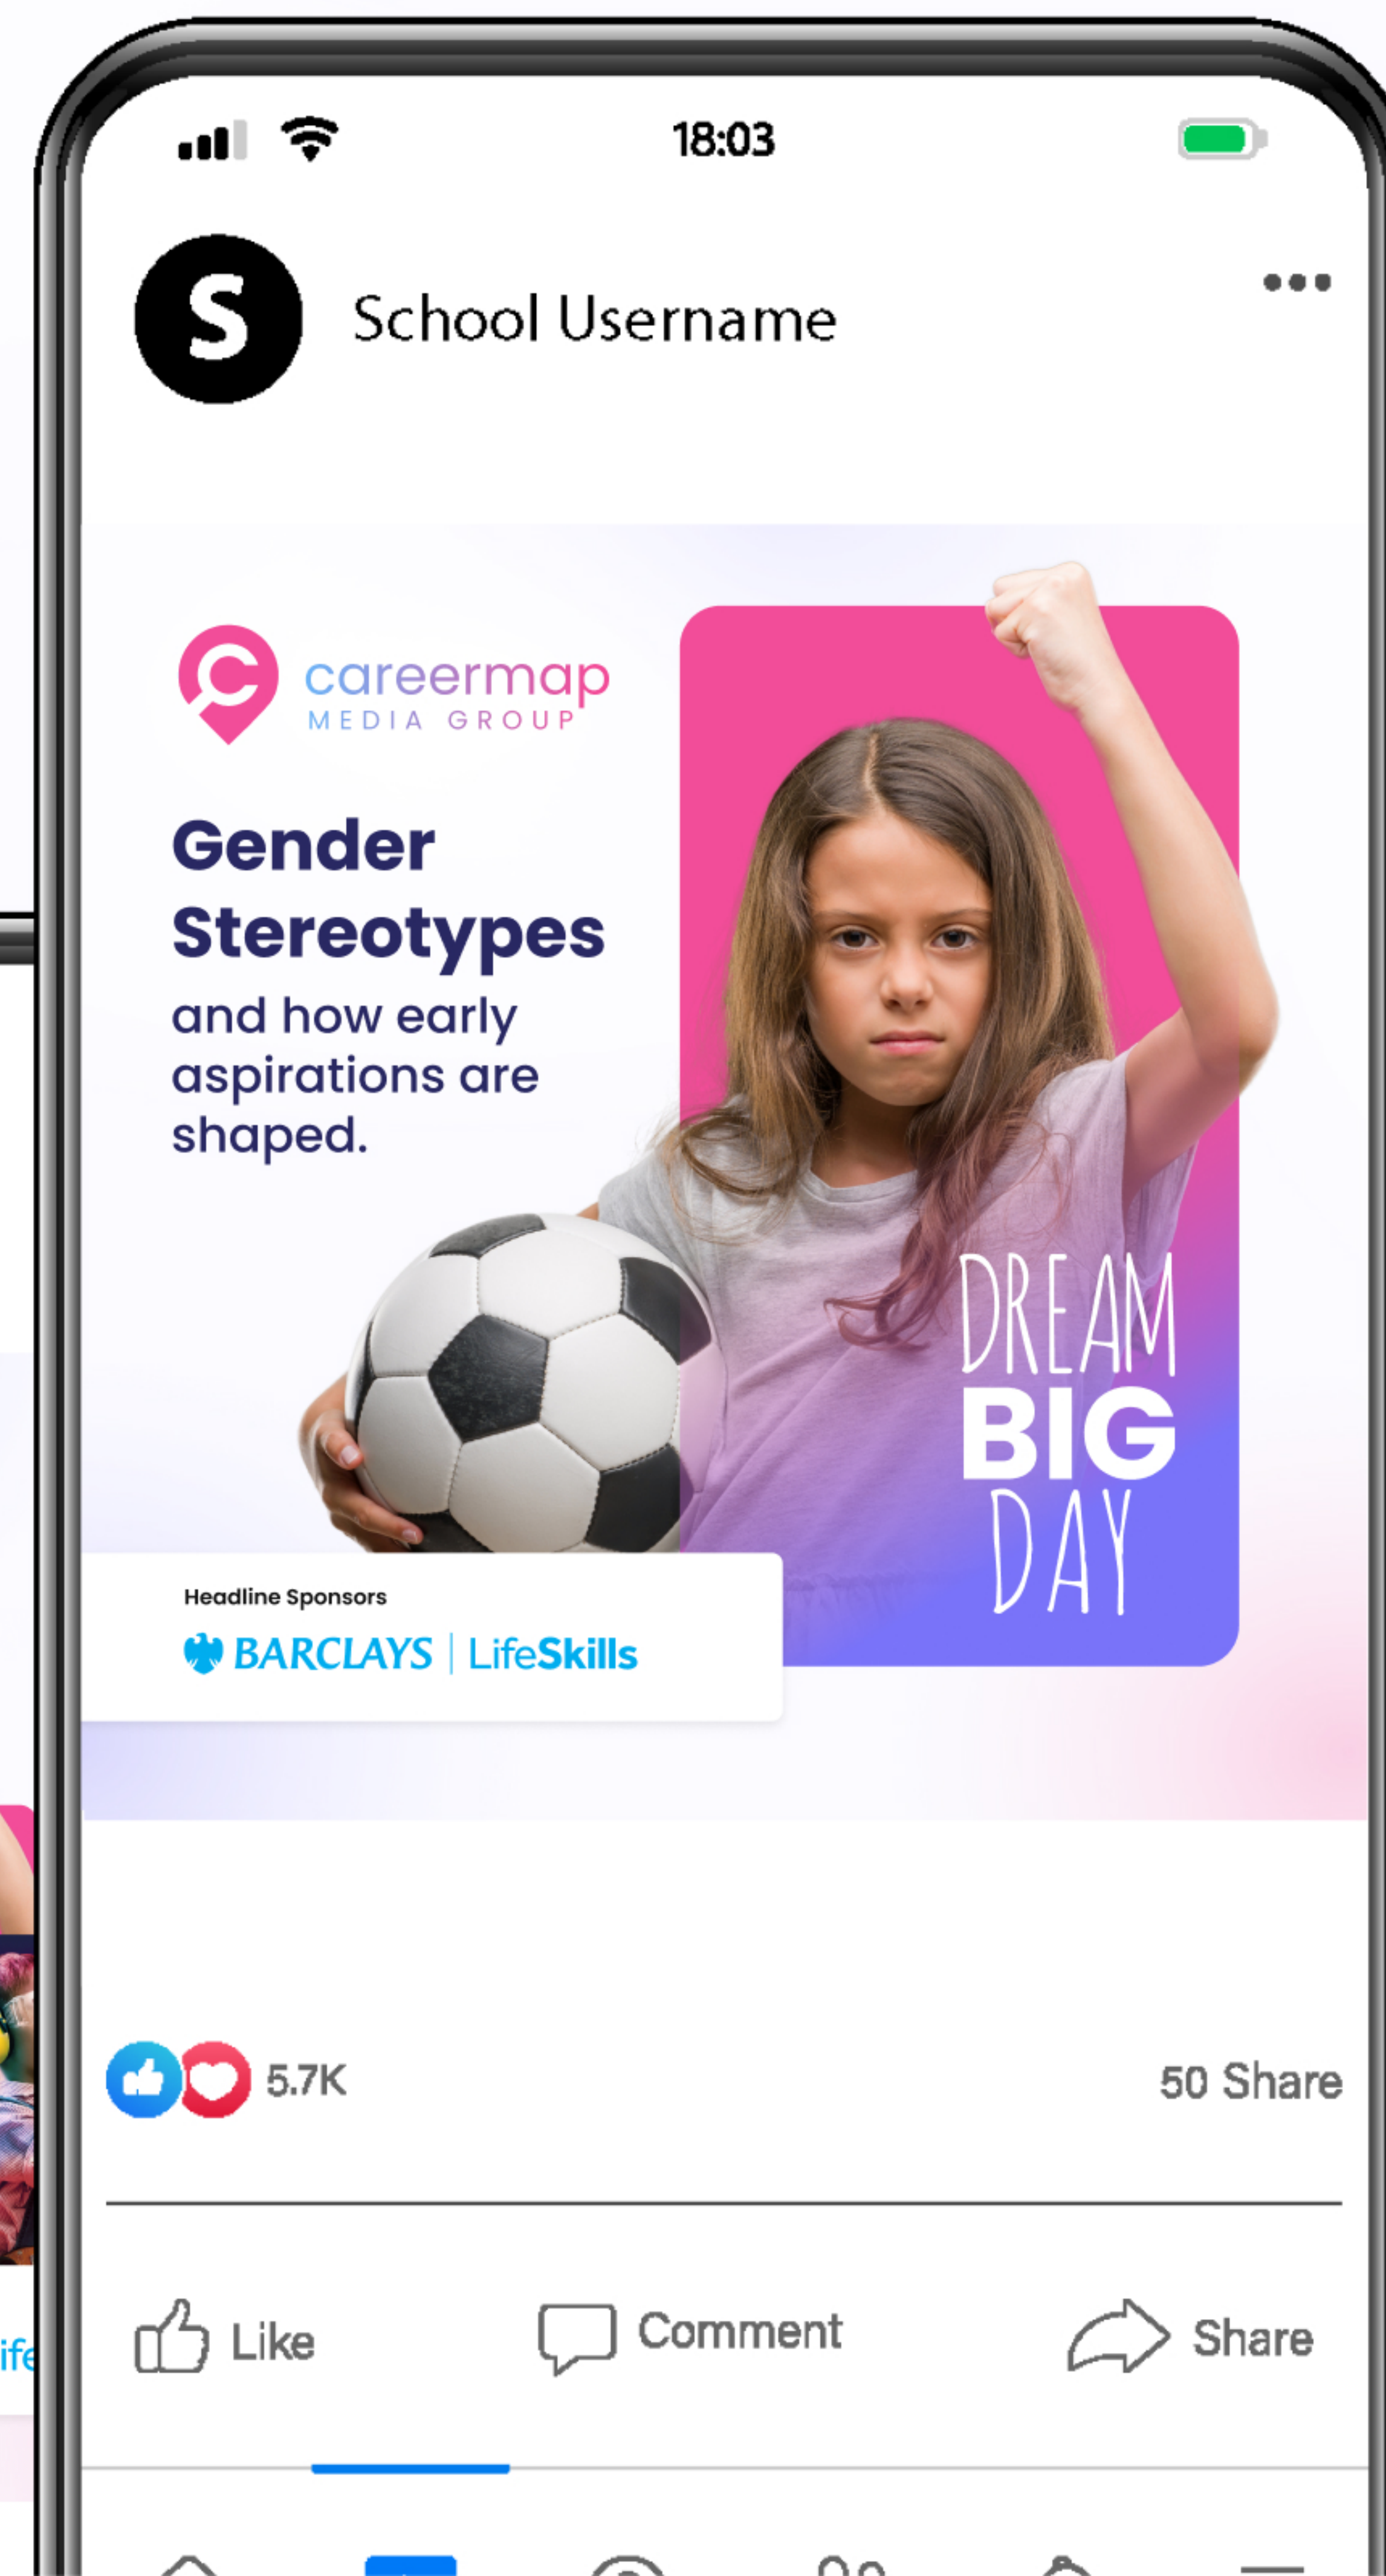 18:03
S
School Username
careermap
MEDIA GROUP
Gender
Stereotypes
and how early
aspirations are
shaped.
DREAM
BIG
DAY
Headline Sponsors
BARCLAYS | LifeSkills
5.7K
50 Share
Like
Comment
Share